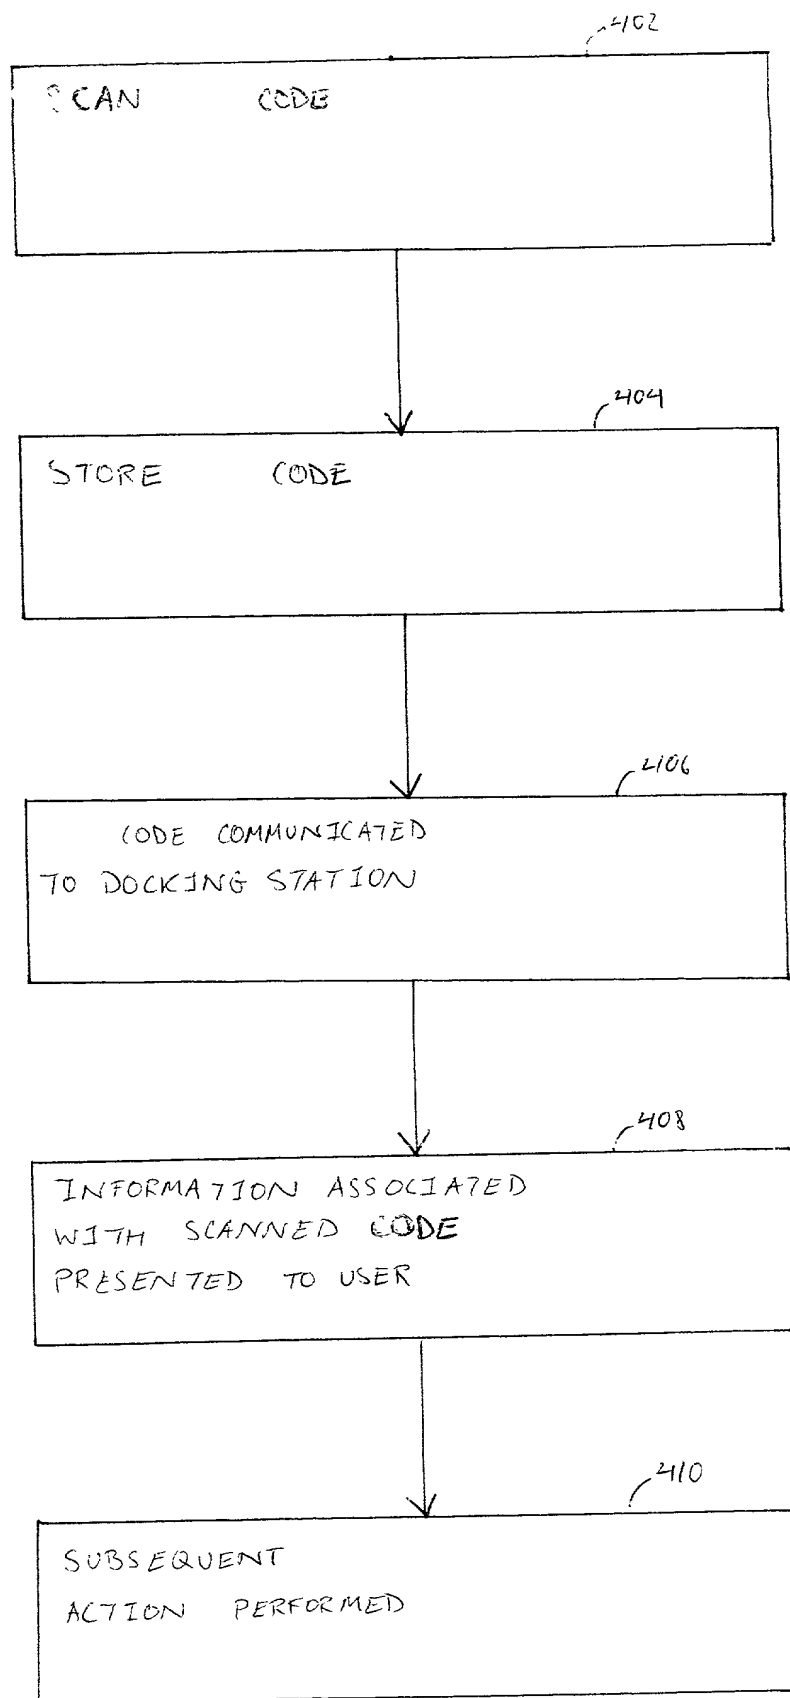 402
SCAN CODE
404
STORE CODE
406
CODE COMMUNICATED
TO DOCKING STATION
408
INFORMATION ASSOCIATED
WITH SCANNED CODE
PRESENTED TO USER
410
SUBSEQUENT
ACTION PERFORMED